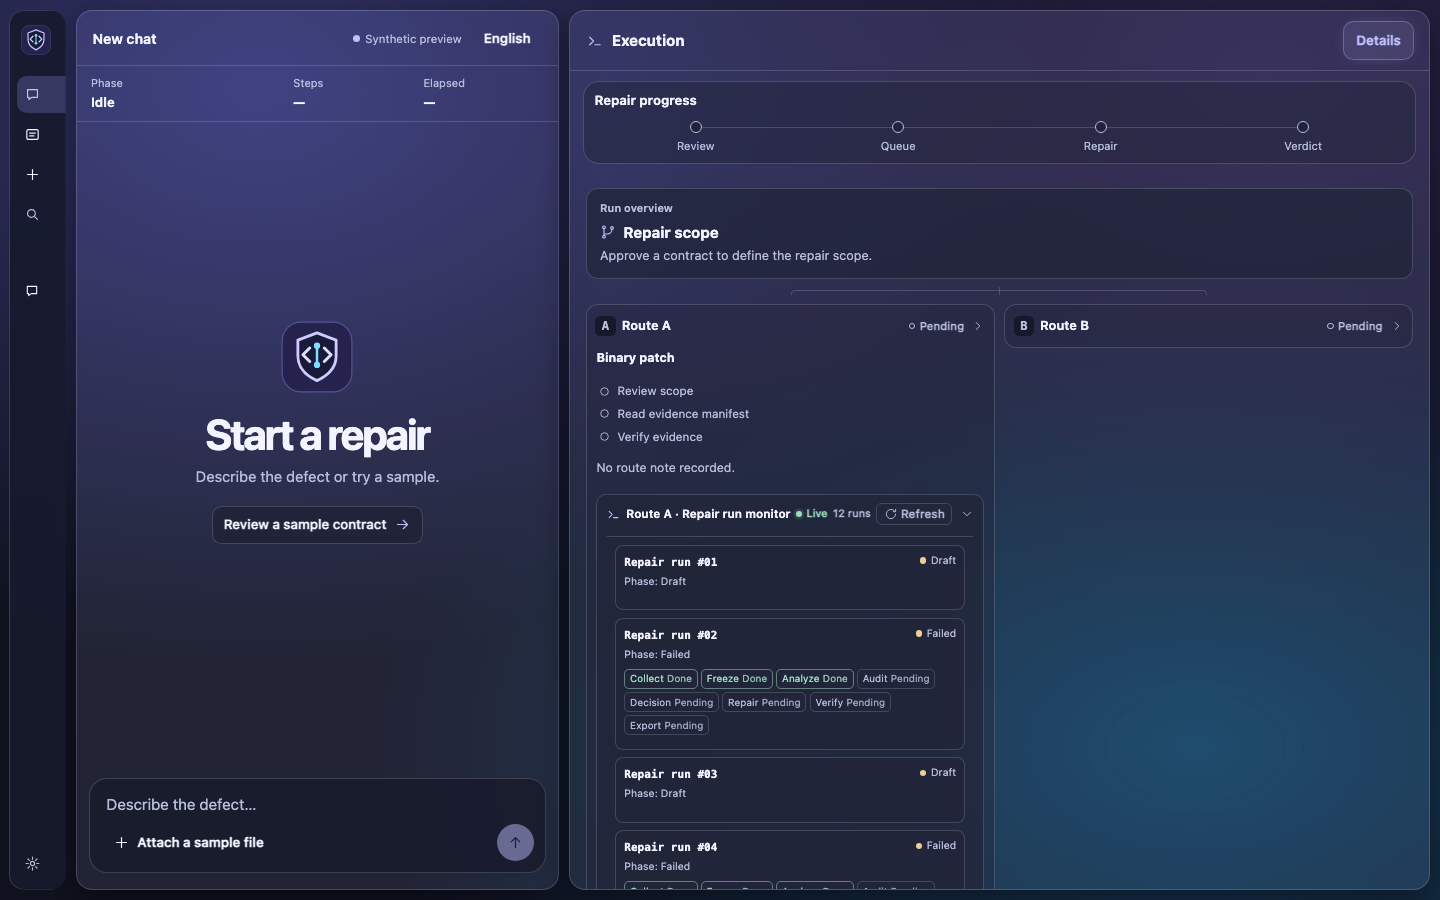 New chat
Synthetic preview
English
Phase
Idle
Steps
—
Elapsed
—
Start a repair
Describe the defect or try a sample.
Review a sample contract
Describe the defect...
Attach a sample file
Execution
Details
Repair progress
Review
Queue
Repair
Verdict
Run overview
Repair scope
Approve a contract to define the repair scope.
A Route A
Pending
B Route B
Pending
Binary patch
Review scope
Read evidence manifest
Verify evidence
No route note recorded.
Route A · Repair run monitor Live 12 runs Refresh
Repair run #01
Draft
Phase: Draft
Repair run #02
Failed
Phase: Failed
Collect Done Freeze Done Analyze Done Audit Pending
Decision Pending Repair Pending Verify Pending
Export Pending
Repair run #03
Draft
Phase: Draft
Repair run #04
Failed
Phase: Failed